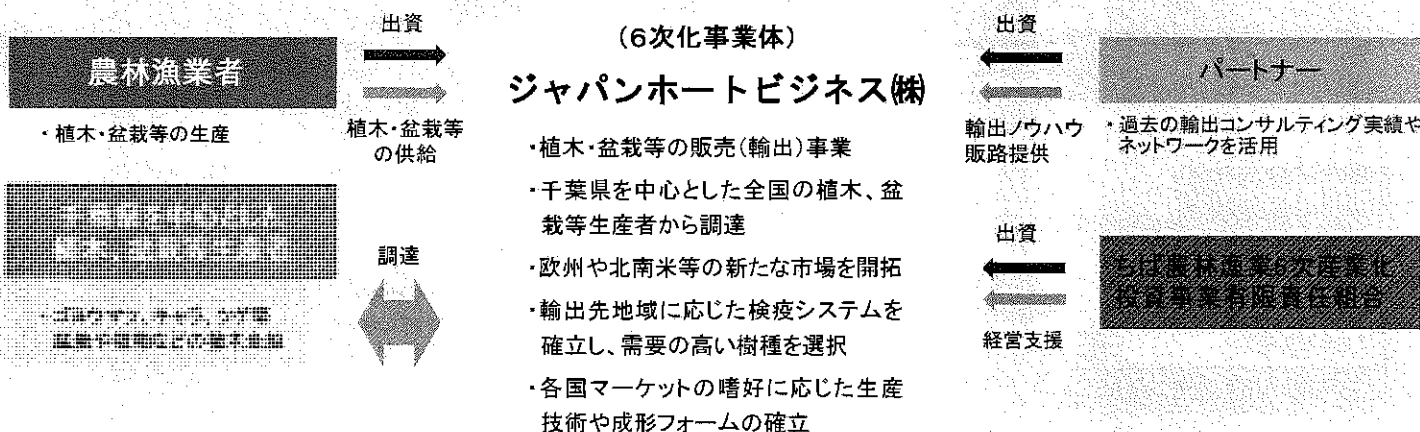 出資
農林漁業者
・植木・盆栽等の生産
植木・盆栽等
の供給
調達
(6次化事業体)
ジャパンホートビジネス㈱
・植木・盆栽等の販売(輸出)事業
・千葉県を中心とした全国の植木、盆
栽等生産者から調達
・欧州や北南米等の新たな市場を開拓
・輸出先地域に応じた検疫システムを
確立し、需要の高い樹種を選択
・各国マーケットの嗜好に応じた生産
技術や成形フォームの確立
出資
パートナー
輸出ノウハウ
販路提供
・過去の輸出コンサルティング実績や
ネットワークを活用
出資
ちば農林漁業6次産業化
投資事業有限責任組合
経営支援